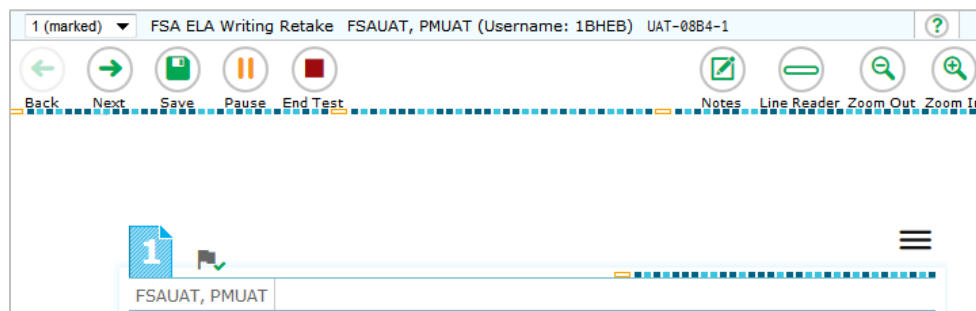 1 (marked) FSA ELA Writing Retake FSAUAT, PMUAT (Username: 1BHEB) UAT-08B4-1 ?
Back Next Save Pause End Test Notes Line Reader Zoom Out Zoom In
1
FSAUAT, PMUAT